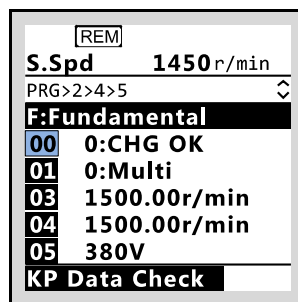 REM
S.Spd 1450r/min
PRG>2>4>5
F:Fundamental
00 0:CHG OK
01 0:Multi
03 1500.00r/min
04 1500.00r/min
05 380V
KP Data Check